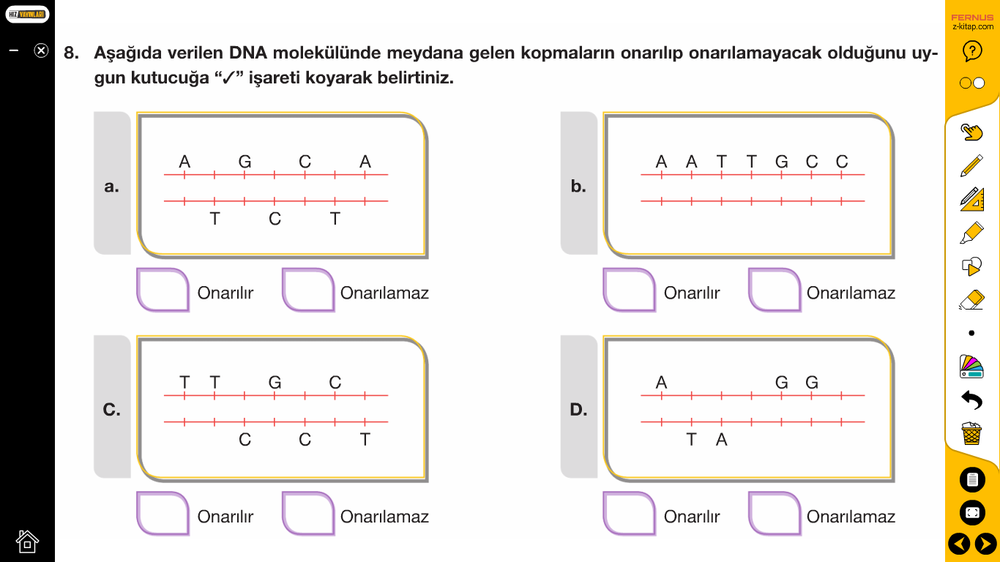 HIZ YAYINLARI
FERNUS
z-kitap.com
8. Aşağıda verilen DNA molekülünde meydana gelen kopmaların onarılıp onarılamayacak olduğunu uy-
gun kutucuğa “✓” işareti koyarak belirtiniz.
a.
A G C A
T C T
Onarılır Onarılamaz
b.
A A T T G C C
Onarılır Onarılamaz
C.
T T G C
C C T
Onarılır Onarılamaz
D.
A G G
T A
Onarılır Onarılamaz